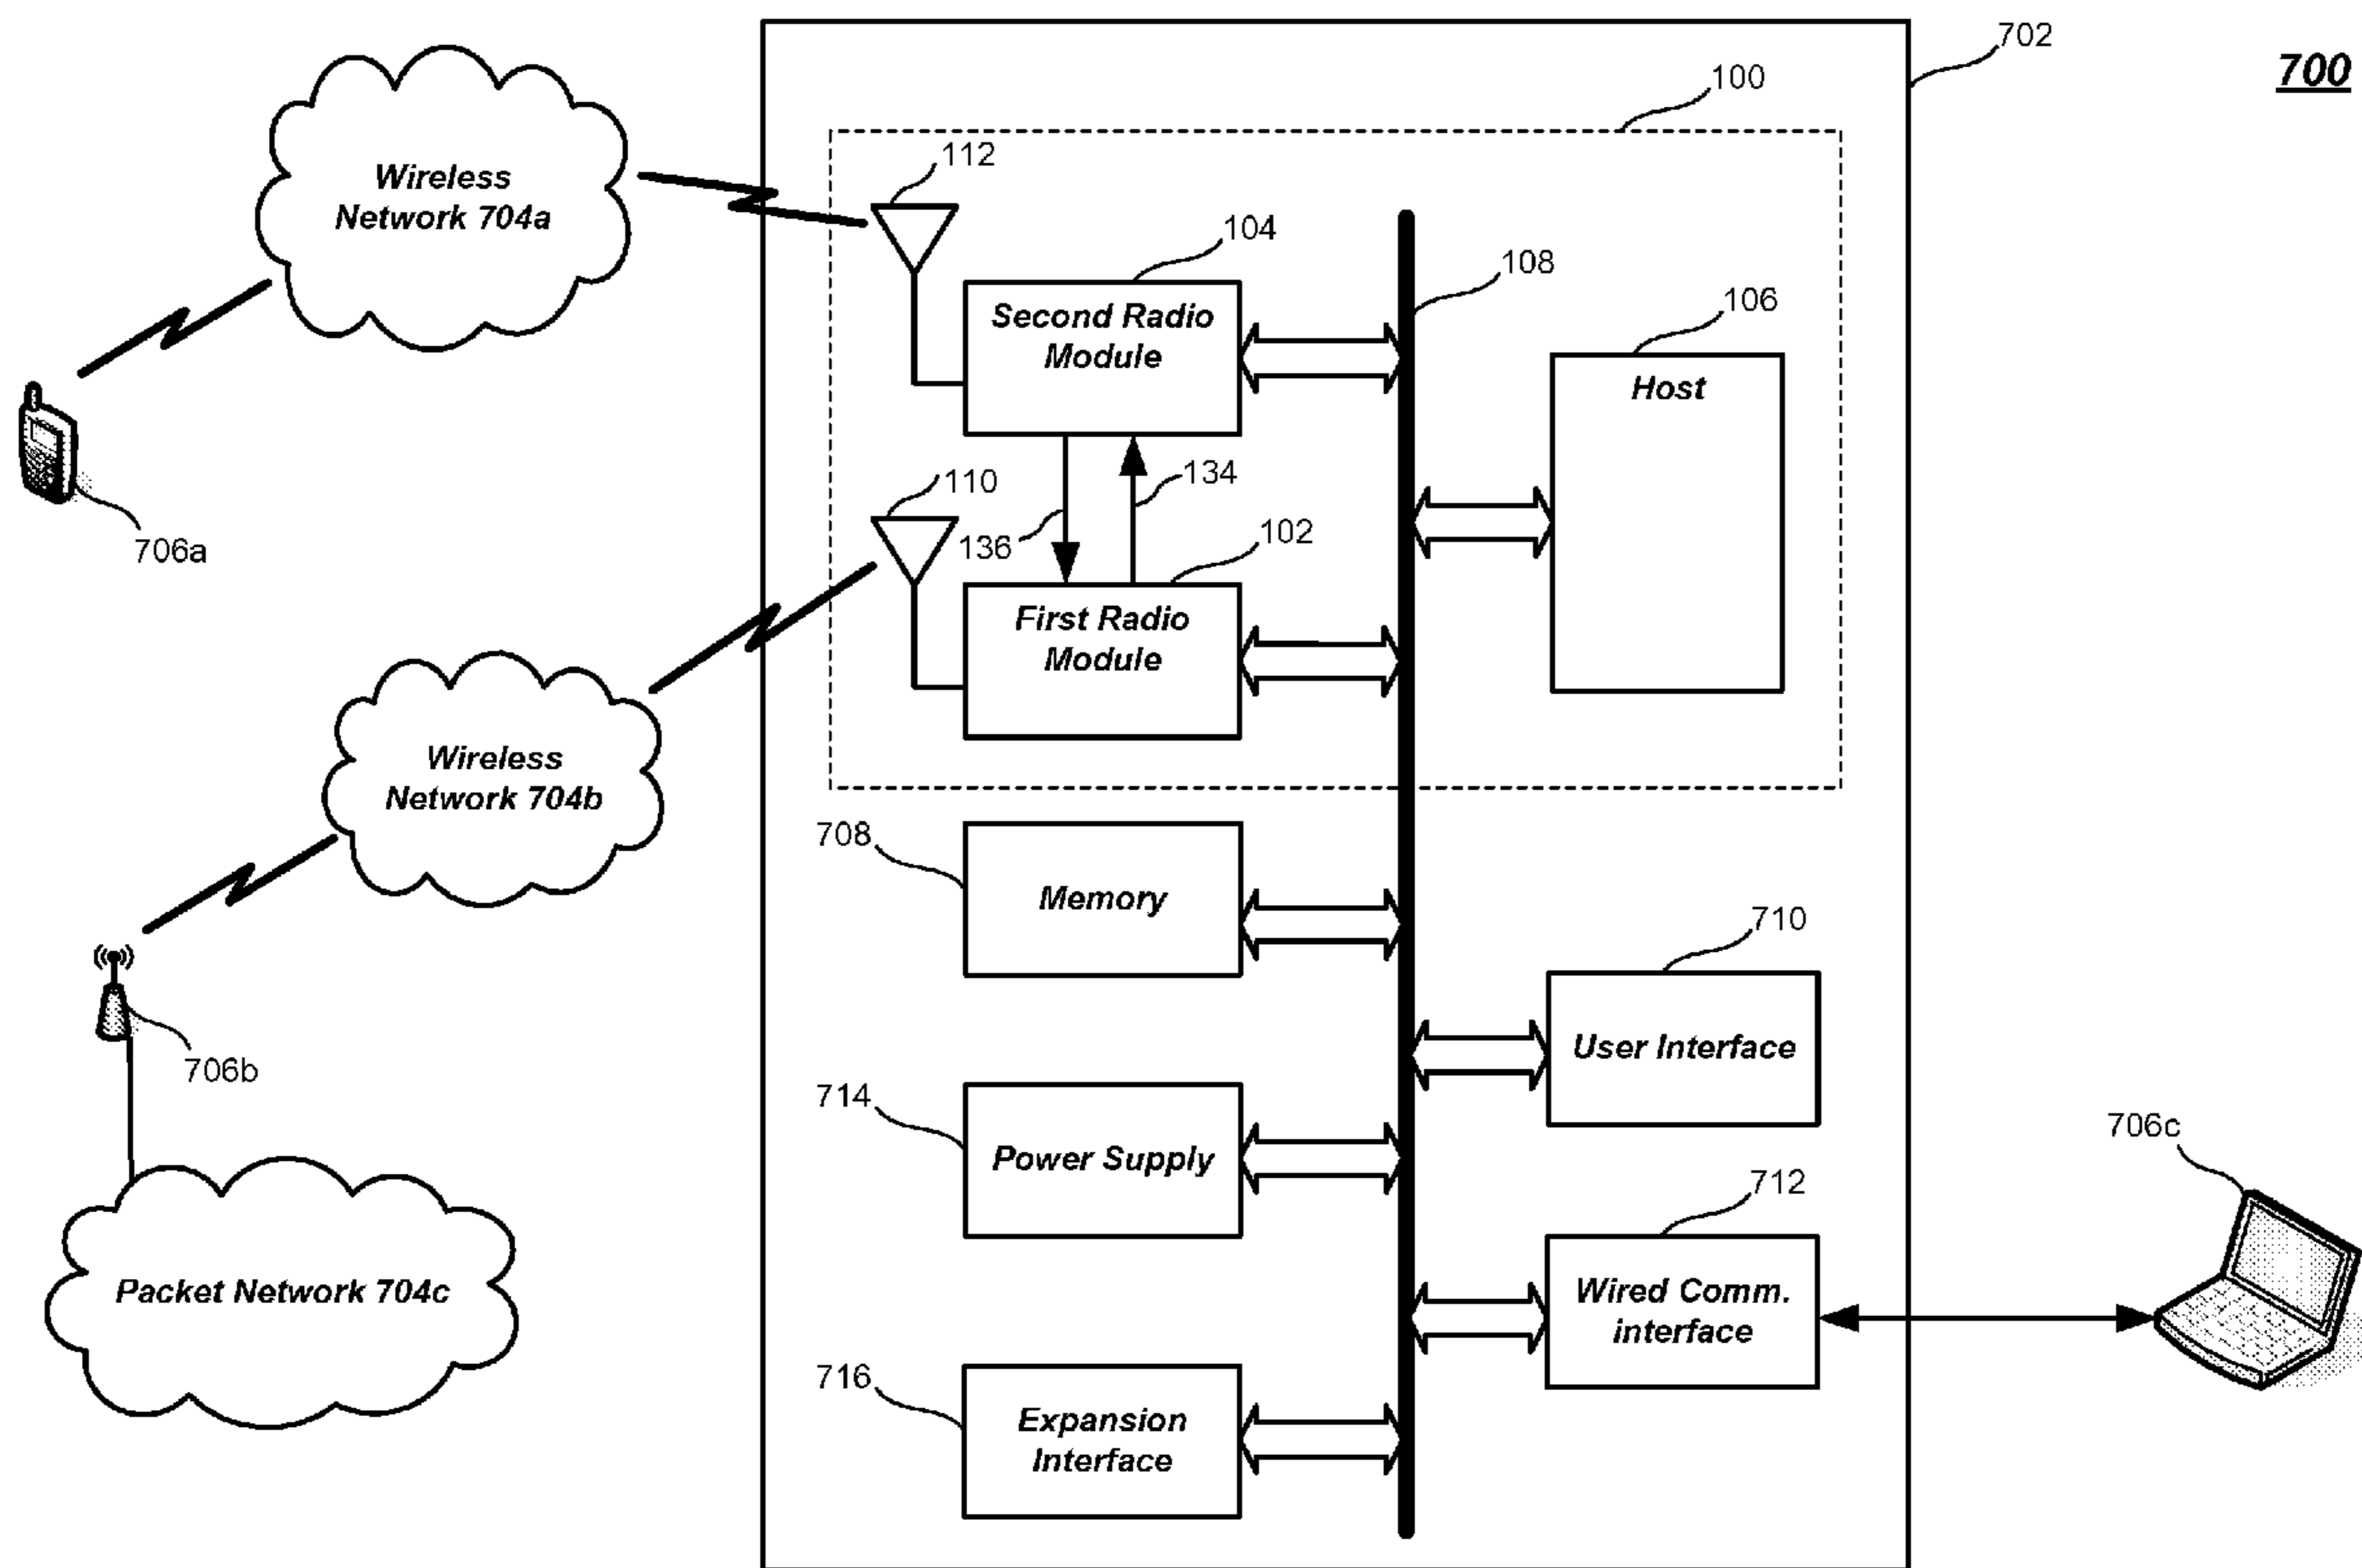 702
700
100
112
Wireless
Network 704a
104
108
106
Second Radio
Module
Host
110
134
136
102
706a
First Radio
Module
Wireless
Network 704b
708
Memory
710
User Interface
706b
714
Power Supply
706c
712
Packet Network 704c
Wired Comm.
interface
716
Expansion
Interface